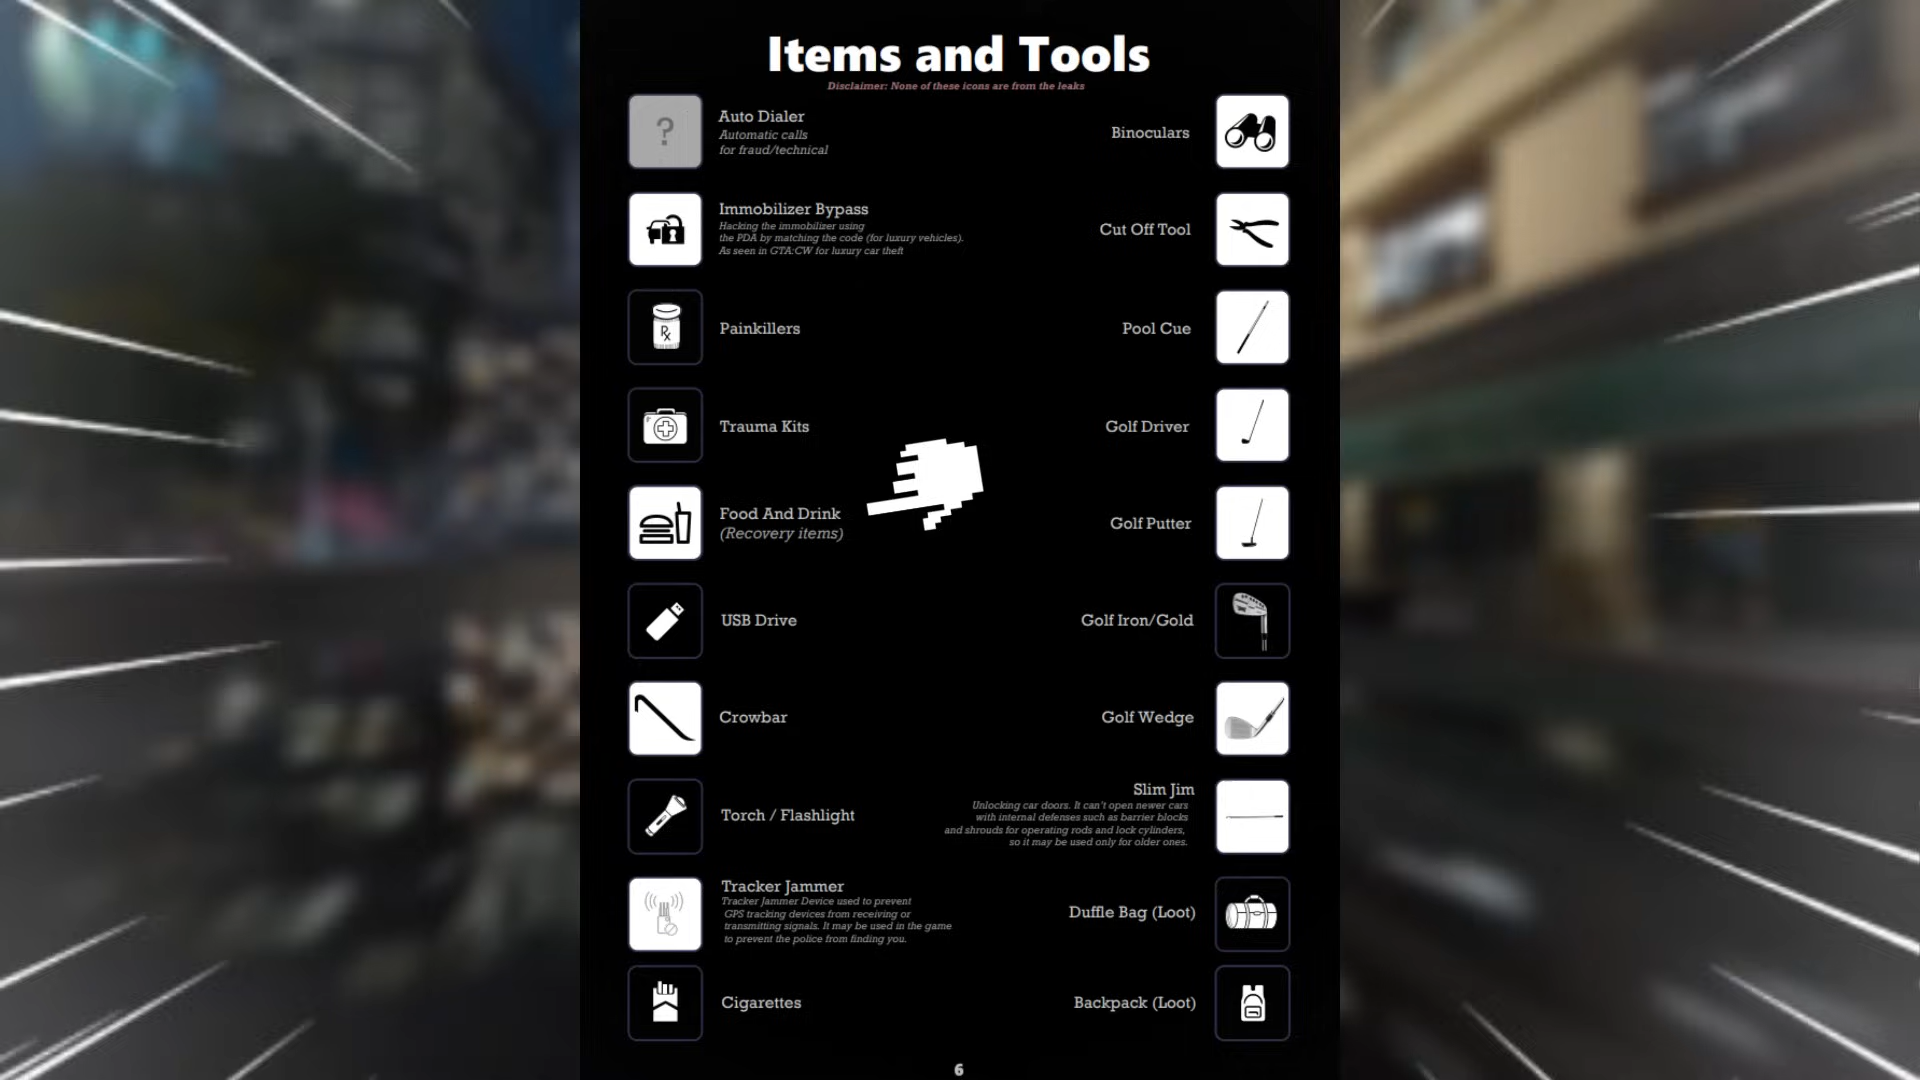 Items and Tools
Disclaimer: None of these icons are from the leaks
?
Auto Dialer
Automatic calls
for fraud/technical
Immobilizer Bypass
Hacking the immobilizer using
the PDA by matching the code (for luxury vehicles).
As seen in GTA:CW for luxury car theft
Rx
Painkillers
Trauma Kits
Food And Drink
(Recovery items)
USB Drive
Crowbar
Torch / Flashlight
Tracker Jammer
Tracker Jammer Device used to prevent
GPS tracking devices from receiving or
transmitting signals. It may be used in the game
to prevent the police from finding you.
Cigarettes
Binoculars
Cut Off Tool
Pool Cue
Golf Driver
Golf Putter
Golf Iron/Gold
Golf Wedge
Slim Jim
Unlocking car doors. It can't open newer cars
with internal defenses such as barrier blocks
and shrouds for operating rods and lock cylinders,
so it may be used only for older ones.
Duffle Bag (Loot)
Backpack (Loot)
6